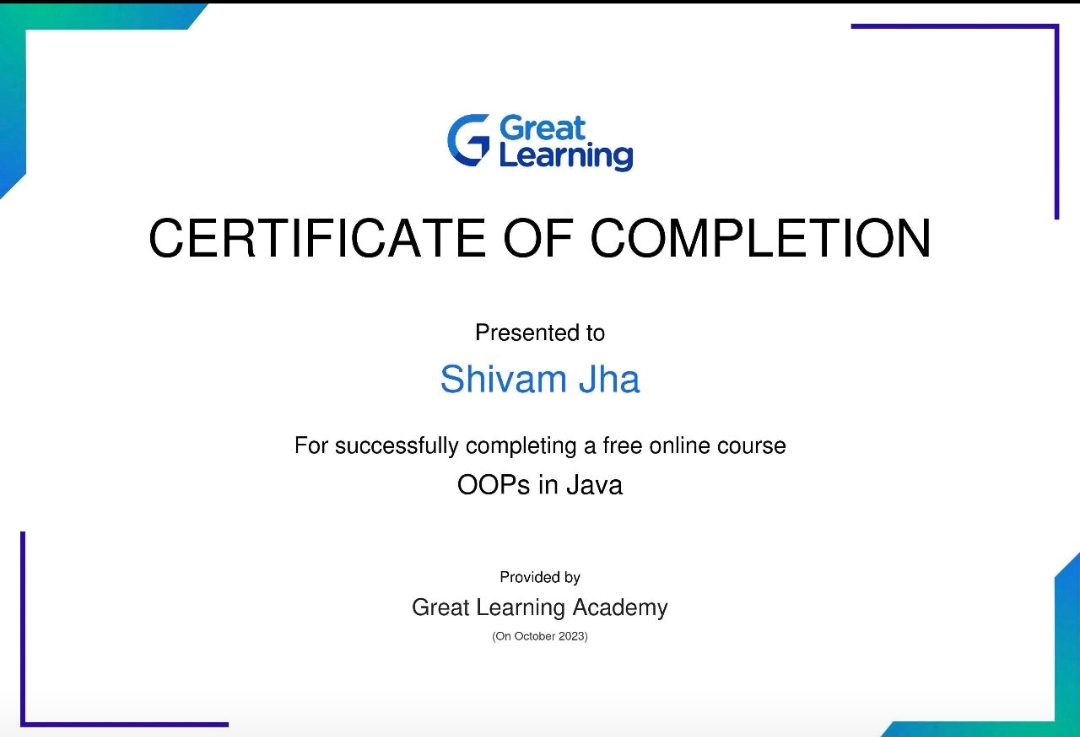 Great
Learning
CERTIFICATE OF COMPLETION
Presented to
Shivam Jha
For successfully completing a free online course
OOPs in Java
Provided by
Great Learning Academy
(On October 2023)